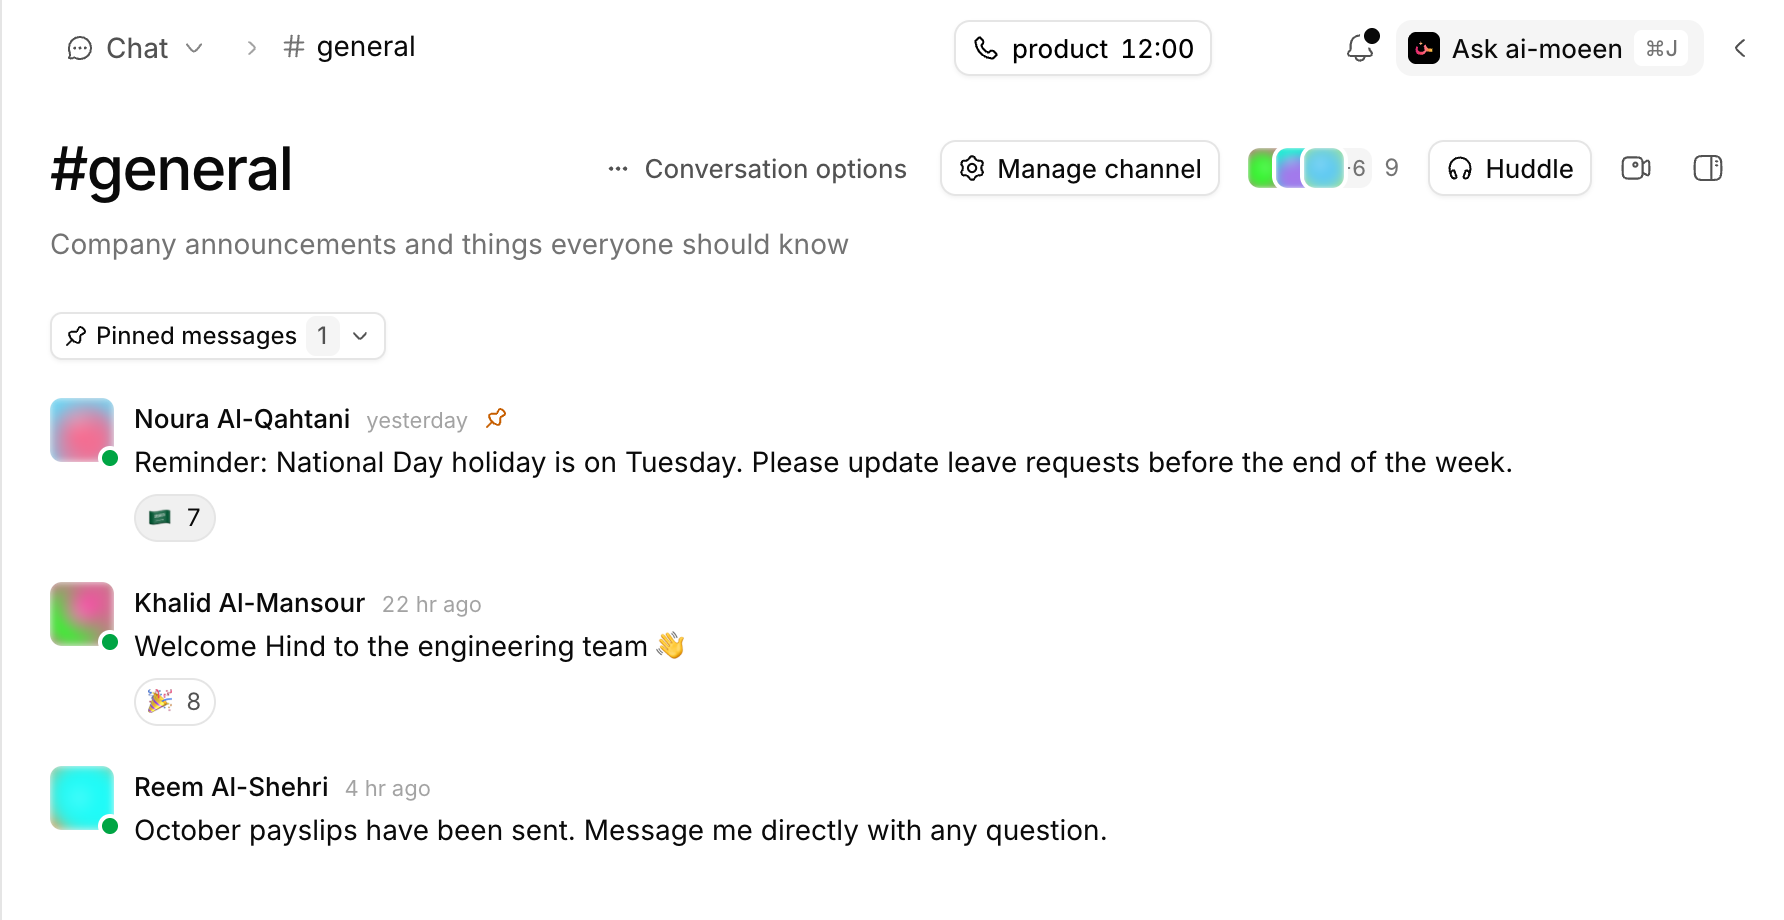 Chat
# general
product 12:00
Ask ai-moeen ⌘J
#general
Conversation options
Manage channel
+6 9
Huddle
Company announcements and things everyone should know
Pinned messages 1
Noura Al-Qahtani yesterday
Reminder: National Day holiday is on Tuesday. Please update leave requests before the end of the week.
🇸🇦 7
Khalid Al-Mansour 22 hr ago
Welcome Hind to the engineering team 👋
🎉 8
Reem Al-Shehri 4 hr ago
October payslips have been sent. Message me directly with any question.